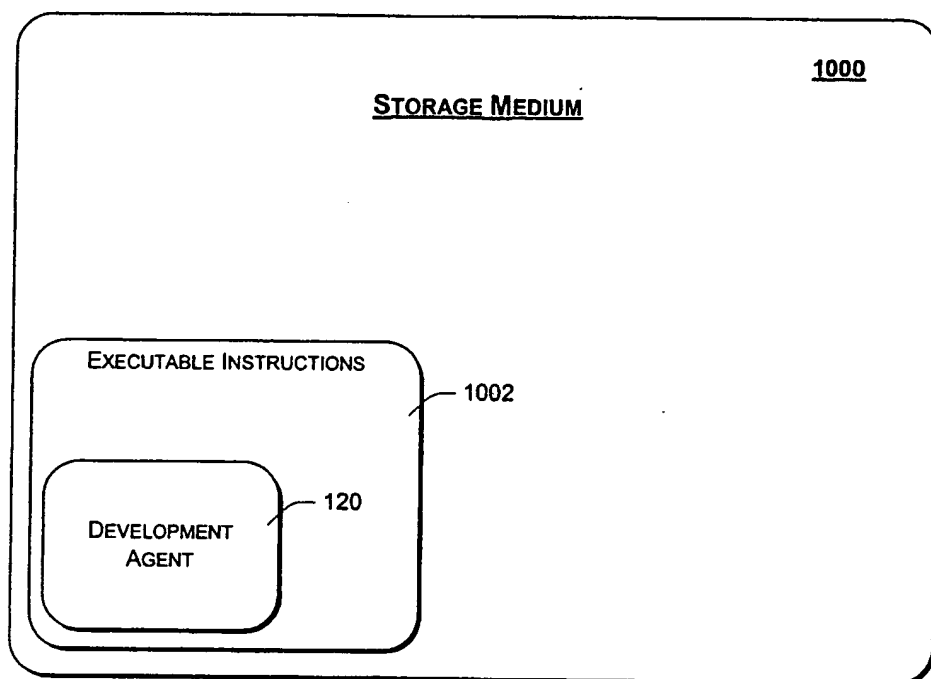 1000
STORAGE MEDIUM
EXECUTABLE INSTRUCTIONS
1002
120
DEVELOPMENT
AGENT